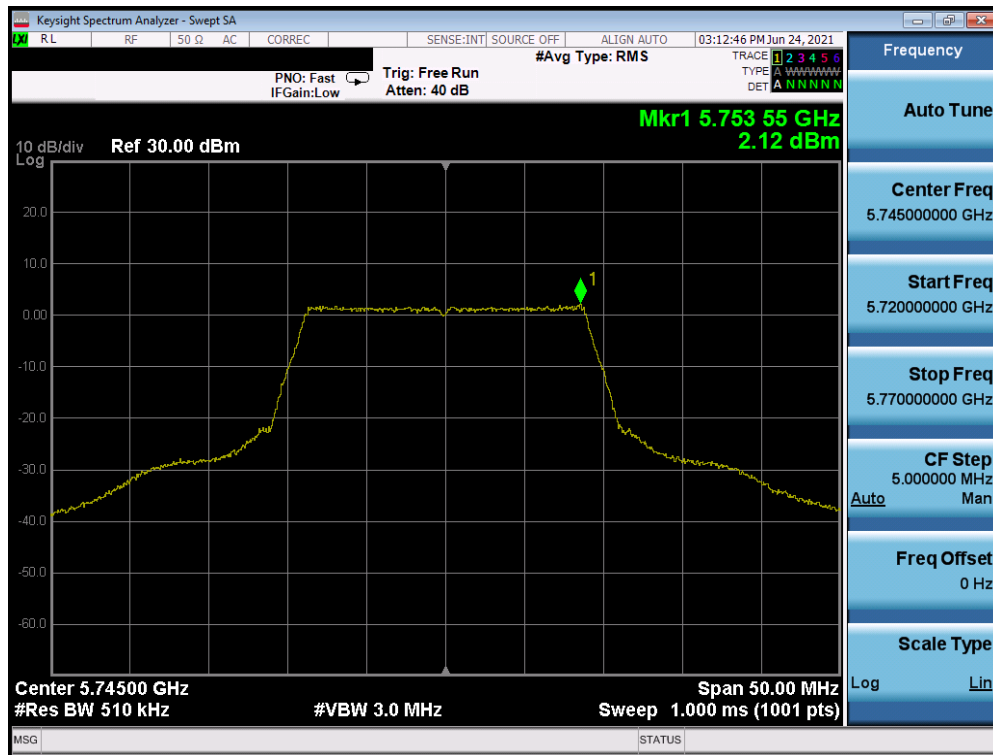 Keysight Spectrum Analyzer - Swept SA
LXI RL RF 50 Ω AC CORREC SENSE:INT SOURCE OFF ALIGN AUTO 03:12:46 PM Jun 24, 2021
#Avg Type: RMS
TRACE 1 2 3 4 5 6
PNO: Fast Trig: Free Run
TYPE A WWWWWW
IFGain:Low Atten: 40 dB
DET A N N N N N
Mkr1 5.753 55 GHz
2.12 dBm
10 dB/div Ref 30.00 dBm
Log
20.0
10.0
1
0.00
-10.0
-20.0
-30.0
-40.0
-50.0
-60.0
Center 5.74500 GHz Span 50.00 MHz
#Res BW 510 kHz #VBW 3.0 MHz Sweep 1.000 ms (1001 pts)
MSG STATUS
Frequency
Auto Tune
Center Freq
5.745000000 GHz
Start Freq
5.720000000 GHz
Stop Freq
5.770000000 GHz
CF Step
5.000000 MHz
Auto Man
Freq Offset
0 Hz
Scale Type
Log Lin